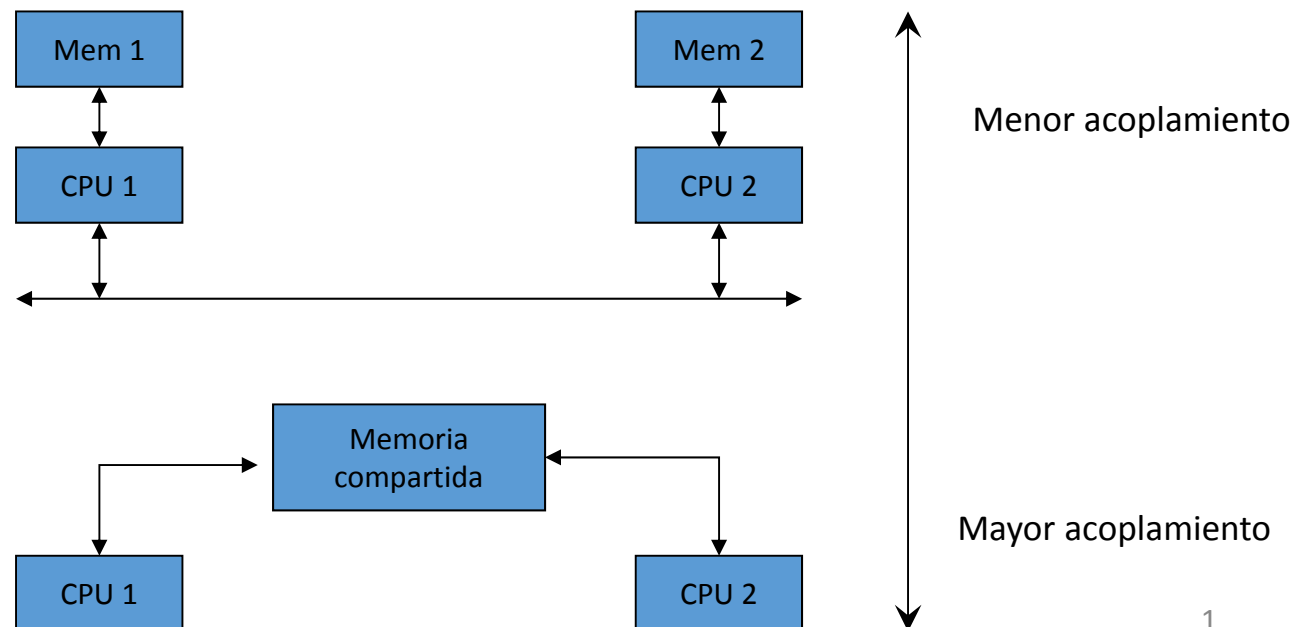 Mem 1
Mem 2
Menor acoplamiento
CPU 1
CPU 2
Memoria
compartida
Mayor acoplamiento
CPU 1
CPU 2
1